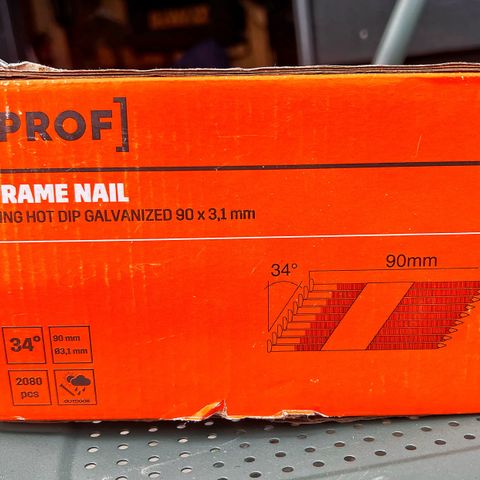 PROF]
RAME NAIL
ING HOT DIP GALVANIZED 90 x 3,1 mm
34°
90mm
34°
90 mm
Ø3,1 mm
2080
pcs
OUTDOOR